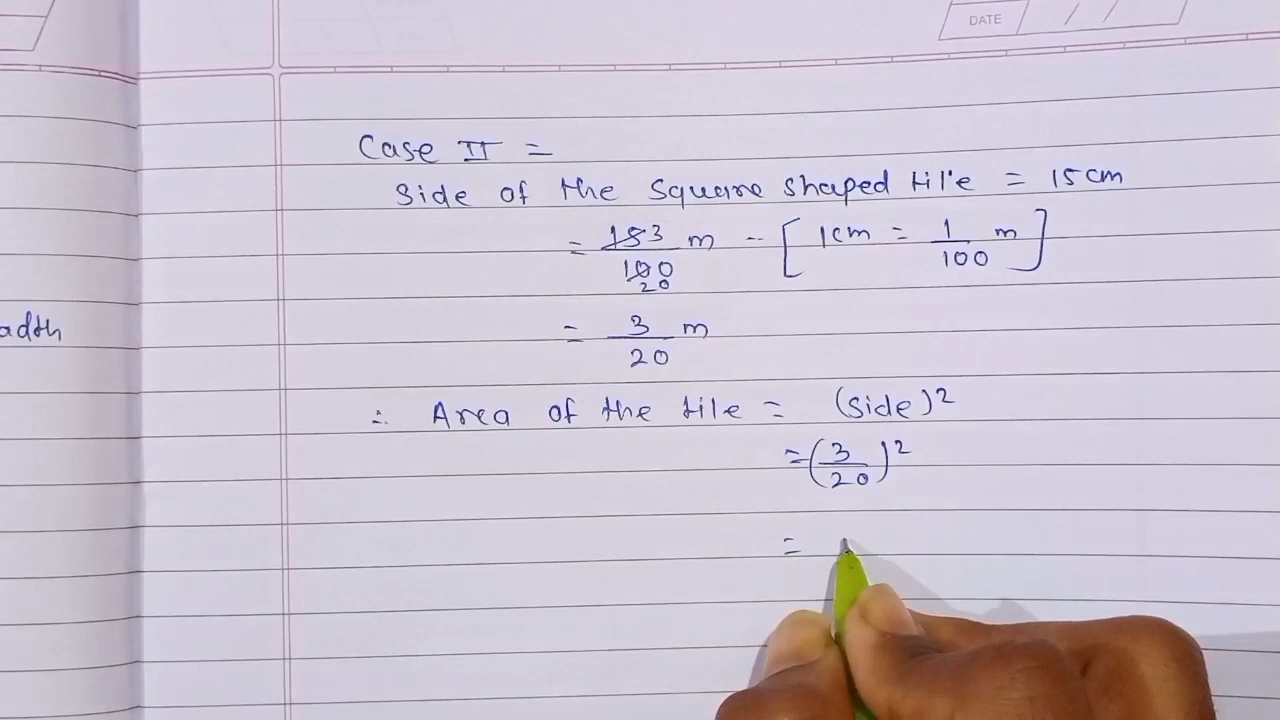 DATE / /
Case II =
Side of the square shaped tile = 15 cm
= 15 3 / 100 20 m -- [ 1cm = 1/100 m ]
adth
= 3/20 m
∴ Area of the tile = (side)²
= (3/20)²
=